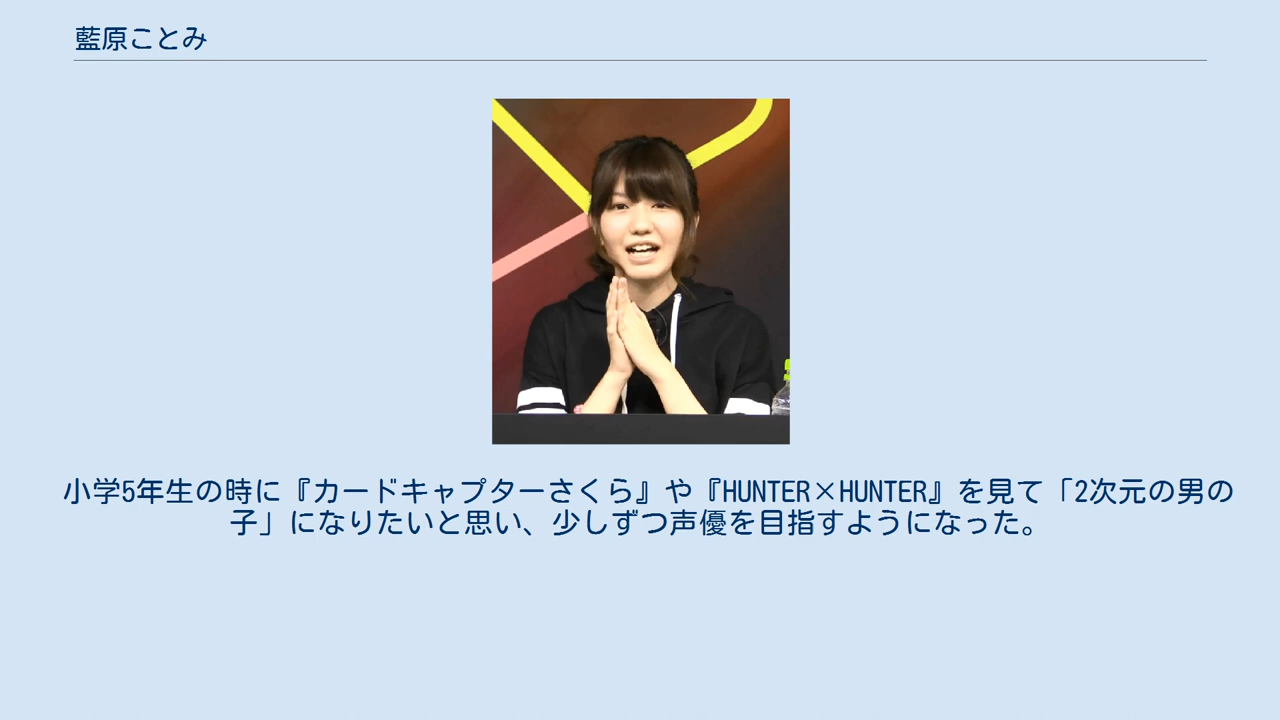 藍原ことみ
小学5年生の時に『カードキャプターさくら』や『HUNTER×HUNTER』を見て「2次元の男の
子」になりたいと思い、少しずつ声優を目指すようになった。